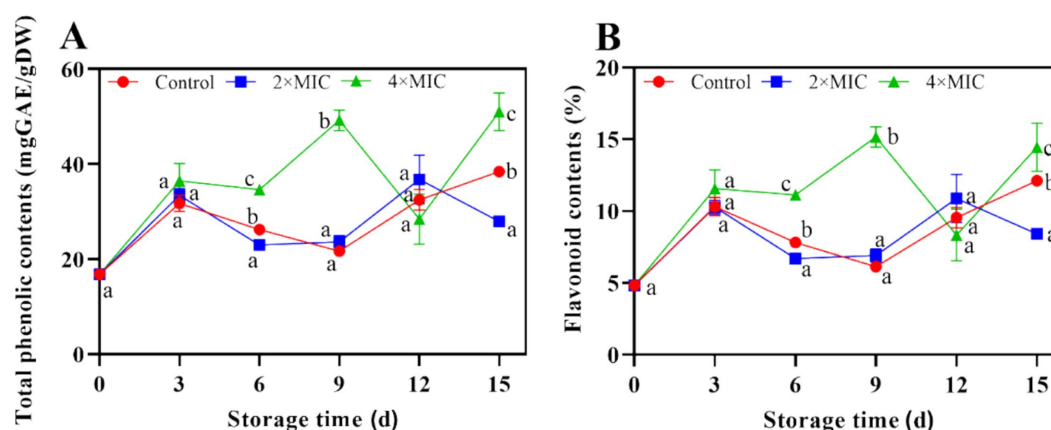 A
Total phenolic contents (mgGAE/gDW)
60
40
20
0
Control 2×MIC 4×MIC
a
a
a
a
c
b
a
b
a
a
a
a
a
c
b
a
0 3 6 9 12 15
Storage time (d)
B
Flavonoid contents (%)
20
15
10
5
0
Control 2×MIC 4×MIC
a
a
a
a
c
b
a
b
a
a
a
a
a
c
b
a
0 3 6 9 12 15
Storage time (d)